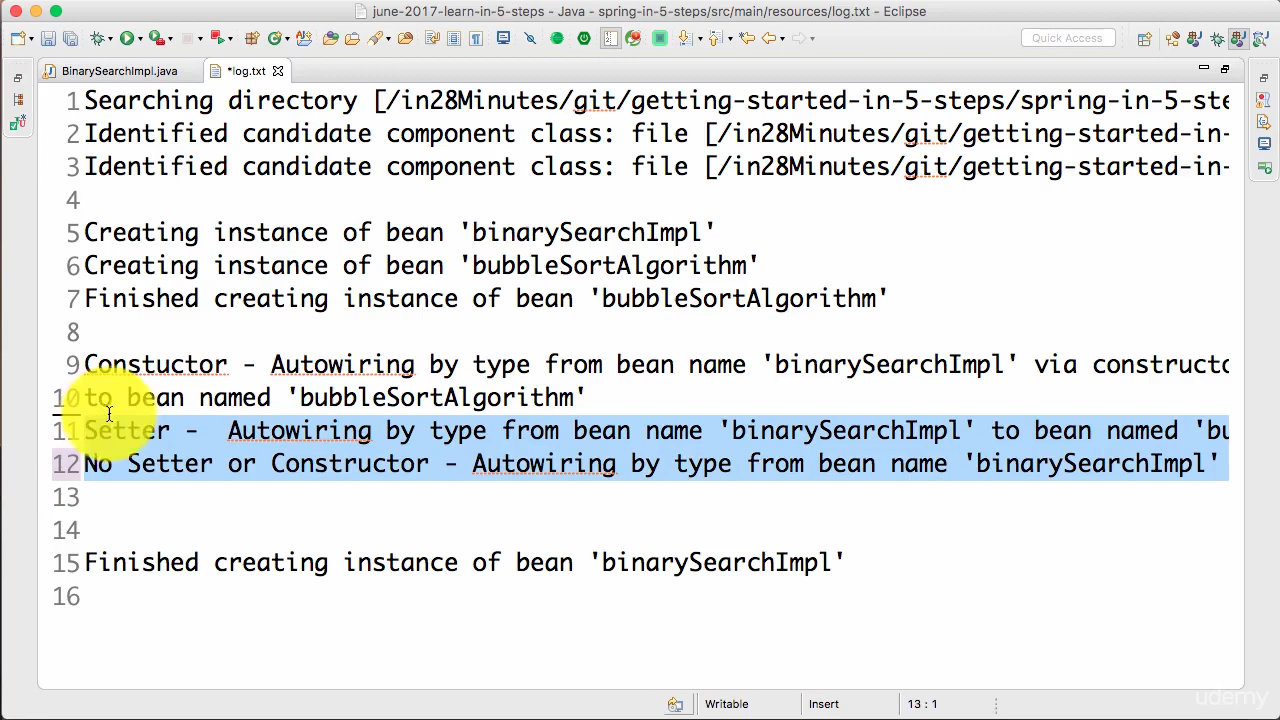 june-2017-learn-in-5-steps - Java - spring-in-5-steps/src/main/resources/log.txt - Eclipse
Quick Access
BinarySearchImpl.java
*log.txt
1 Searching directory [/in28Minutes/git/getting-started-in-5-steps/spring-in-5-ste
2 Identified candidate component class: file [/in28Minutes/git/getting-started-in-
3 Identified candidate component class: file [/in28Minutes/git/getting-started-in-
4
5 Creating instance of bean 'binarySearchImpl'
6 Creating instance of bean 'bubbleSortAlgorithm'
7 Finished creating instance of bean 'bubbleSortAlgorithm'
8
9 Constuctor - Autowiring by type from bean name 'binarySearchImpl' via constructo
10 to bean named 'bubbleSortAlgorithm'
11 Setter -  Autowiring by type from bean name 'binarySearchImpl' to bean named 'bu
12 No Setter or Constructor - Autowiring by type from bean name 'binarySearchImpl'
13
14
15 Finished creating instance of bean 'binarySearchImpl'
16
Writable
Insert
13 : 1
udemy